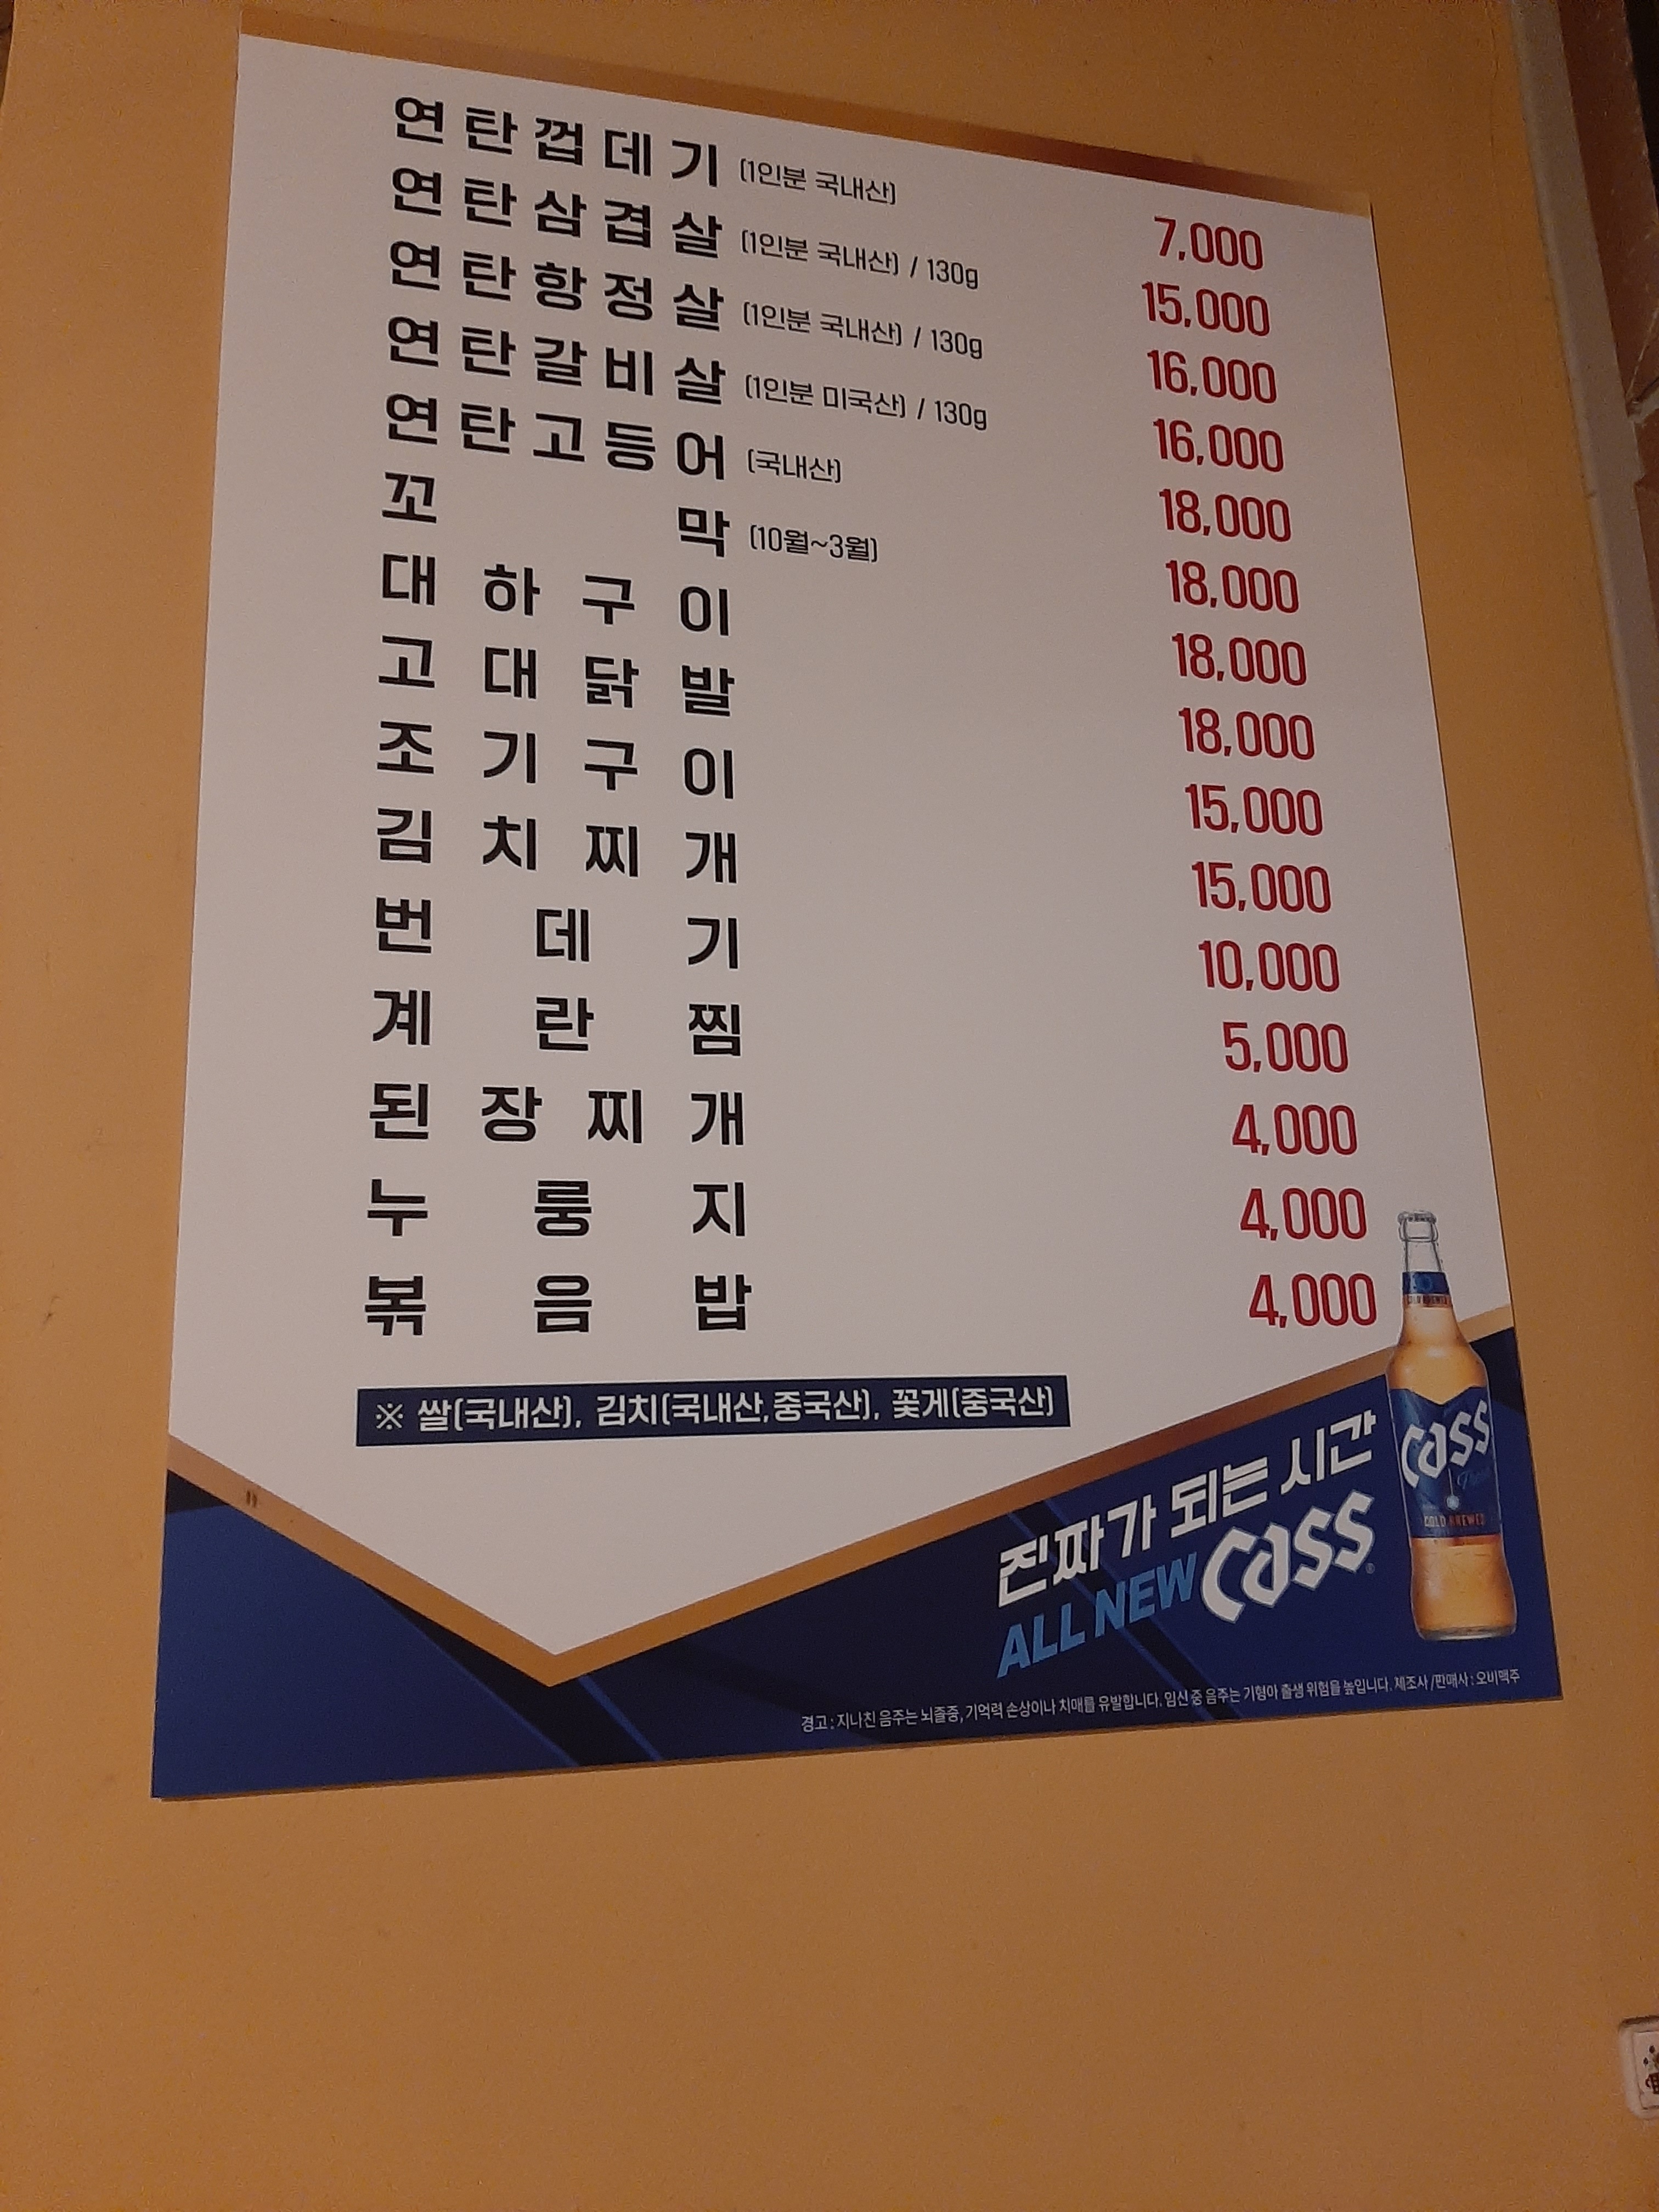 연탄껍데기 (1인분 국내산) 7,000
연탄삼겹살 (1인분 국내산) / 130g 15,000
연탄항정살 (1인분 국내산) / 130g 16,000
연탄갈비살 (1인분 미국산) / 130g 16,000
연탄고등어 (국내산) 18,000
꼬막 (10월~3월) 18,000
대하구이 18,000
고대닭발 18,000
조기구이 15,000
김치찌개 15,000
번데기 10,000
계란찜 5,000
된장찌개 4,000
누룽지 4,000
볶음밥 4,000
※ 쌀(국내산), 김치(국내산,중국산), 꽃게(중국산)
진짜가 되는 시간
ALL NEW Cass
Cass
Fresh
COLD BREWED
경고 : 지나친 음주는 뇌졸중, 기억력 손상이나 치매를 유발합니다. 임신 중 음주는 기형아 출생 위험을 높입니다. 제조사/판매사 : 오비맥주